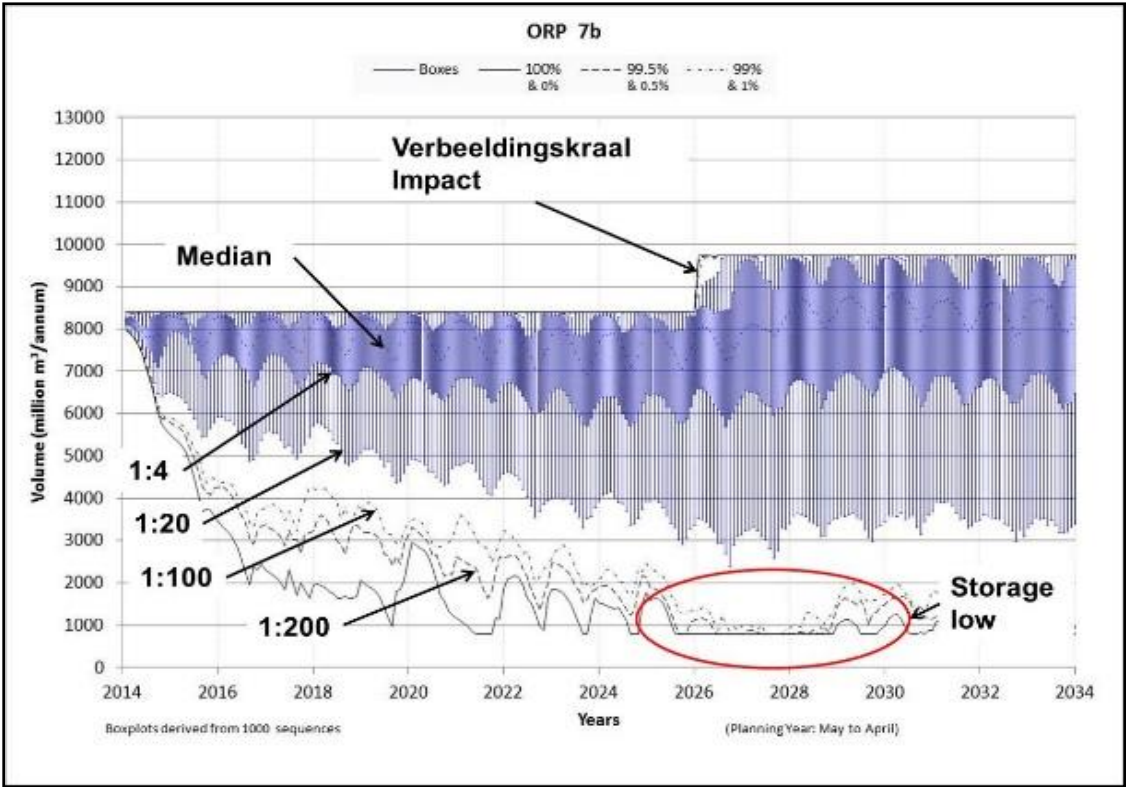 ORP 7b
Boxes 100% 99.5% 99%
& 0% & 0.5% & 1%
13000
12000
11000
10000
9000
8000
7000
6000
5000
4000
3000
2000
1000
0
Volume (million m³/annum)
Verbeeldingskraal
Impact
Median
1:4
1:20
1:100
1:200
Storage
low
2014 2016 2018 2020 2022 2024 2026 2028 2030 2032 2034
Years
Boxplots derived from 1000 sequences
(Planning Year: May to April)